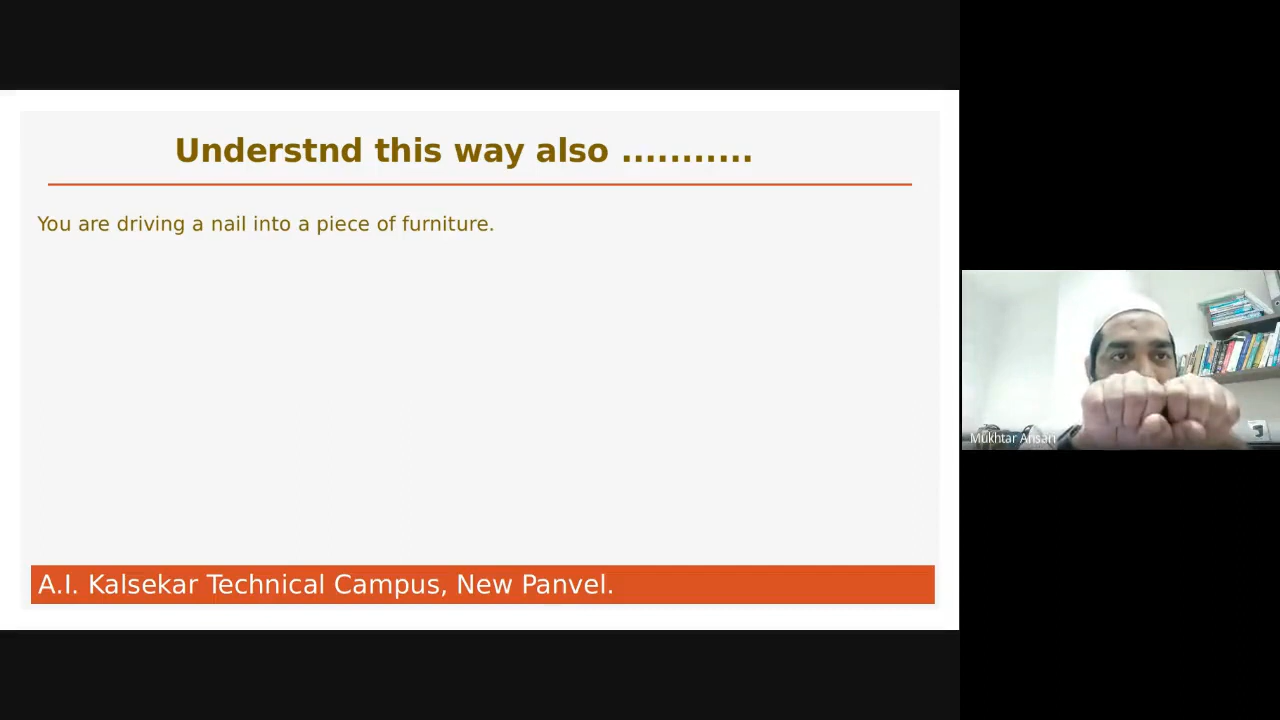 Understnd this way also ...........
You are driving a nail into a piece of furniture.
Mukhtar Ansari
A.I. Kalsekar Technical Campus, New Panvel.